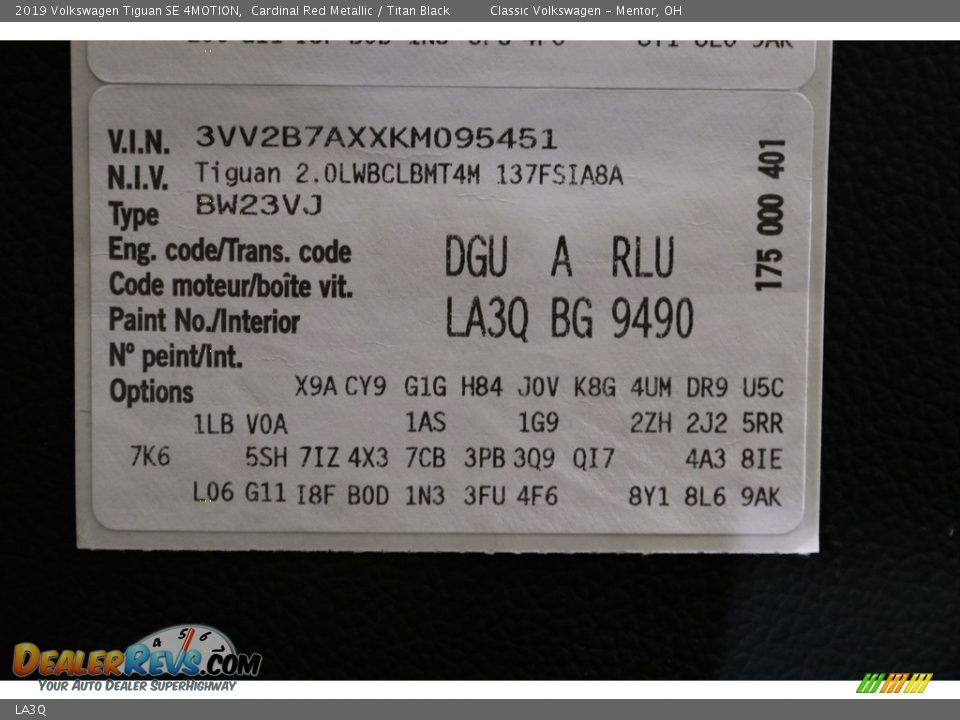 2019 Volkswagen Tiguan SE 4MOTION, Cardinal Red Metallic / Titan Black Classic Volkswagen - Mentor, OH
V.I.N. 3VV2B7AXXKM095451
N.I.V. Tiguan 2.0LWBCLBMT4M 137FSIA8A
Type BW23VJ
Eng. code/Trans. code DGU A RLU
Code moteur/boîte vit.
Paint No./Interior LA3Q BG 9490
Nº peint/int.
Options X9A CY9 G1G H84 J0V K8G 4UM DR9 U5C
1LB V0A 1AS 1G9 2ZH 2J2 5RR
7K6 5SH 7IZ 4X3 7CB 3PB 3Q9 QI7 4A3 8IE
L06 G11 I8F B0D 1N3 3FU 4F6 8Y1 8L6 9AK
175 000 401
4 5 6
DEALERREVS.COM
YOUR AUTO DEALER SUPERHIGHWAY
LA3Q